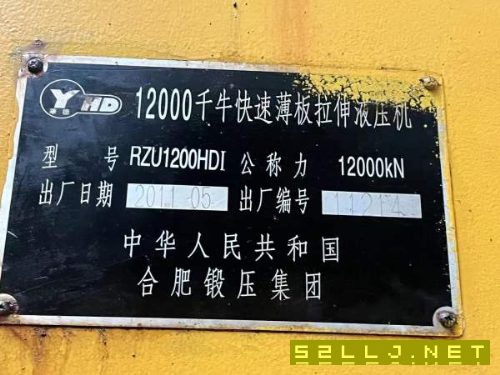 YHD 12000千牛快速薄板拉伸液压机
型 号 RZU1200HDI 公称力 12000kN
出厂日期 2011 05 出厂编号
中华人民共和国
合肥锻压集团
52LLJ.NET